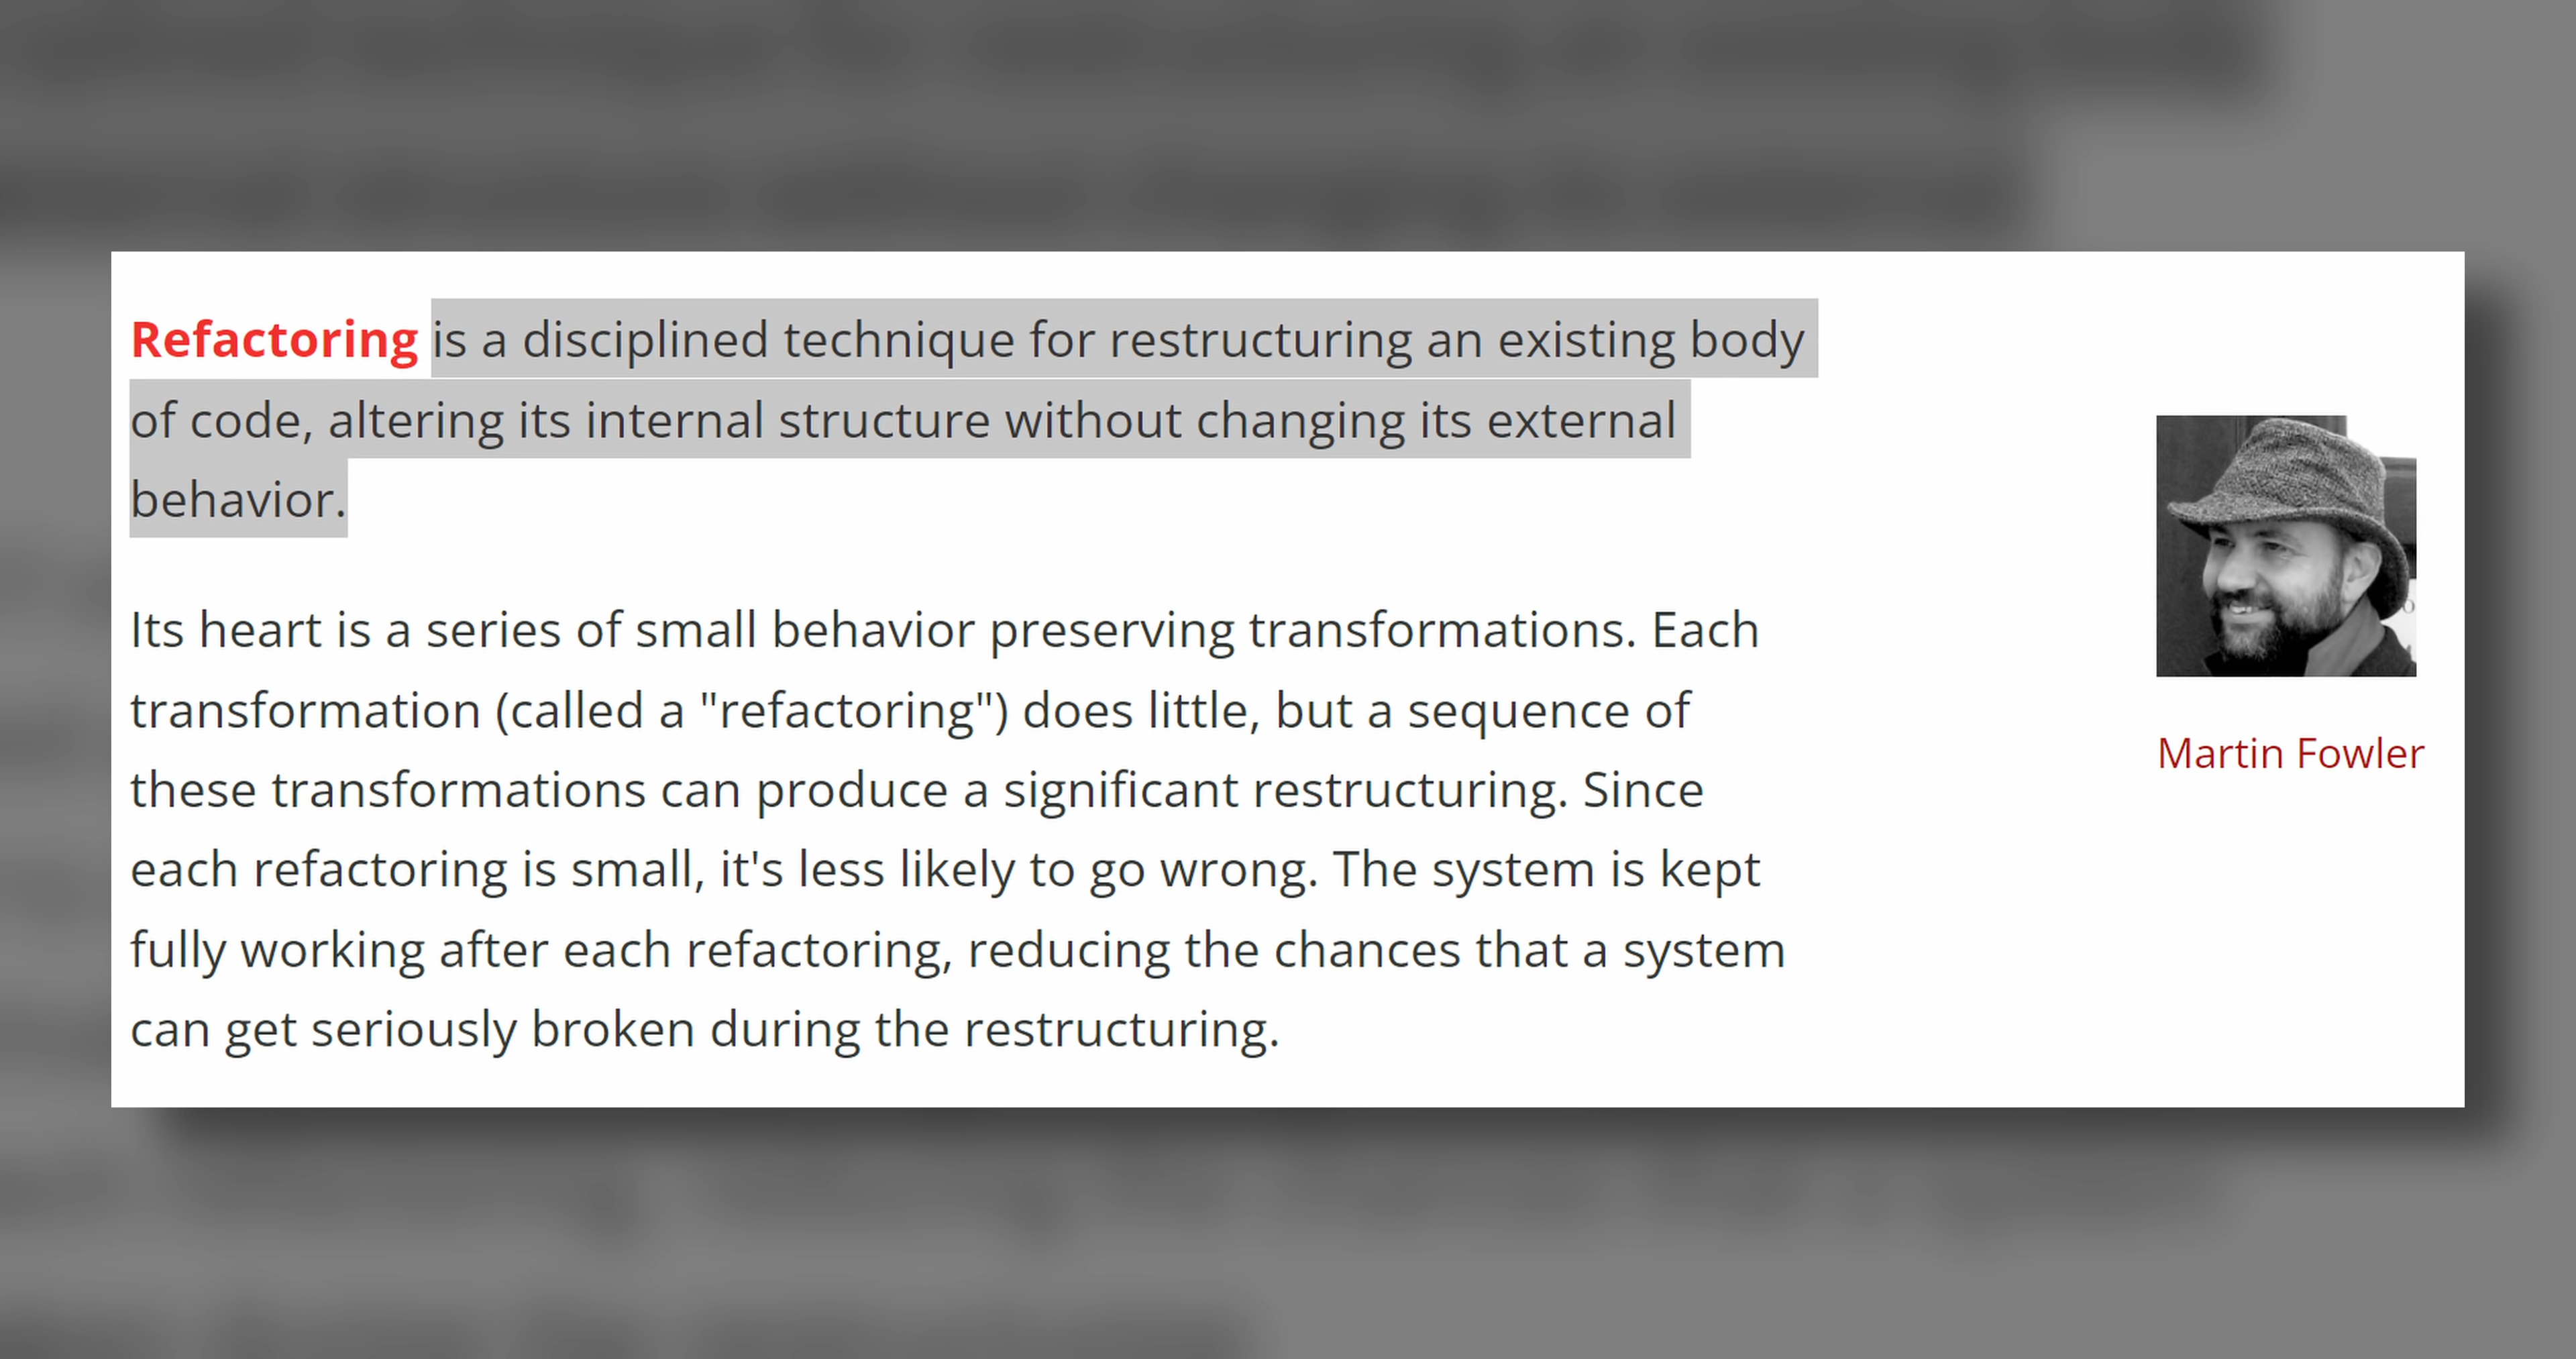 Refactoring is a disciplined technique for restructuring an existing body
of code, altering its internal structure without changing its external
behavior.
Its heart is a series of small behavior preserving transformations. Each
transformation (called a "refactoring") does little, but a sequence of
these transformations can produce a significant restructuring. Since
each refactoring is small, it's less likely to go wrong. The system is kept
fully working after each refactoring, reducing the chances that a system
can get seriously broken during the restructuring.
Martin Fowler